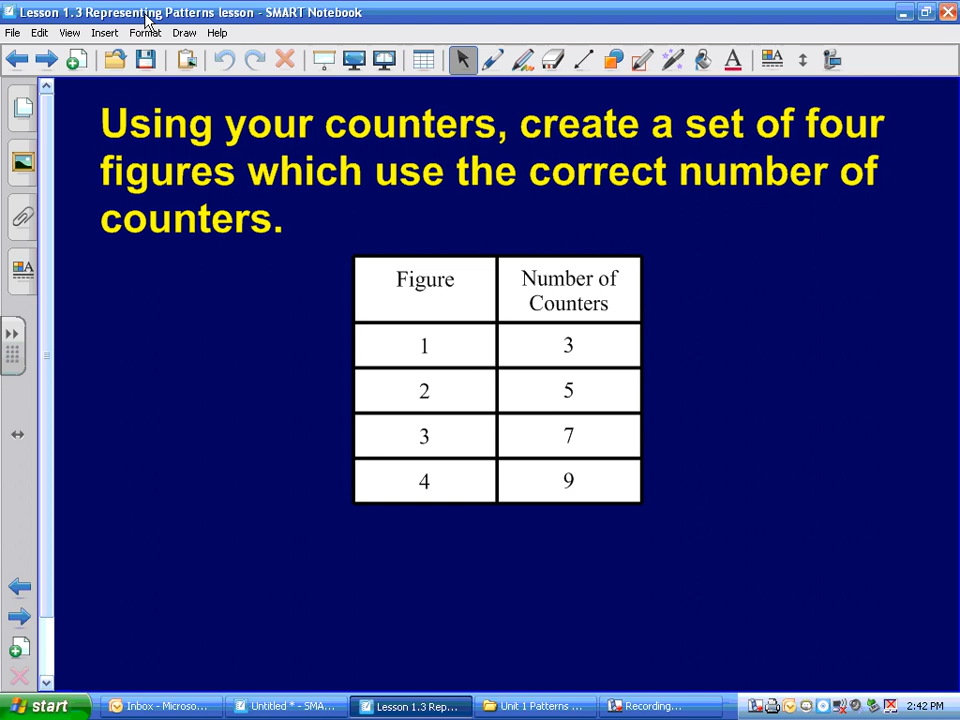 Lesson 1.3 Representing Patterns lesson - SMART Notebook
File Edit View Insert Format Draw Help
Using your counters, create a set of four
figures which use the correct number of
counters.
Figure Number of
Counters
1 3
2 5
3 7
4 9
start Inbox - Microso... Untitled * - SMA... Lesson 1.3 Rep... Unit 1 Patterns ... Recording... 2:42 PM